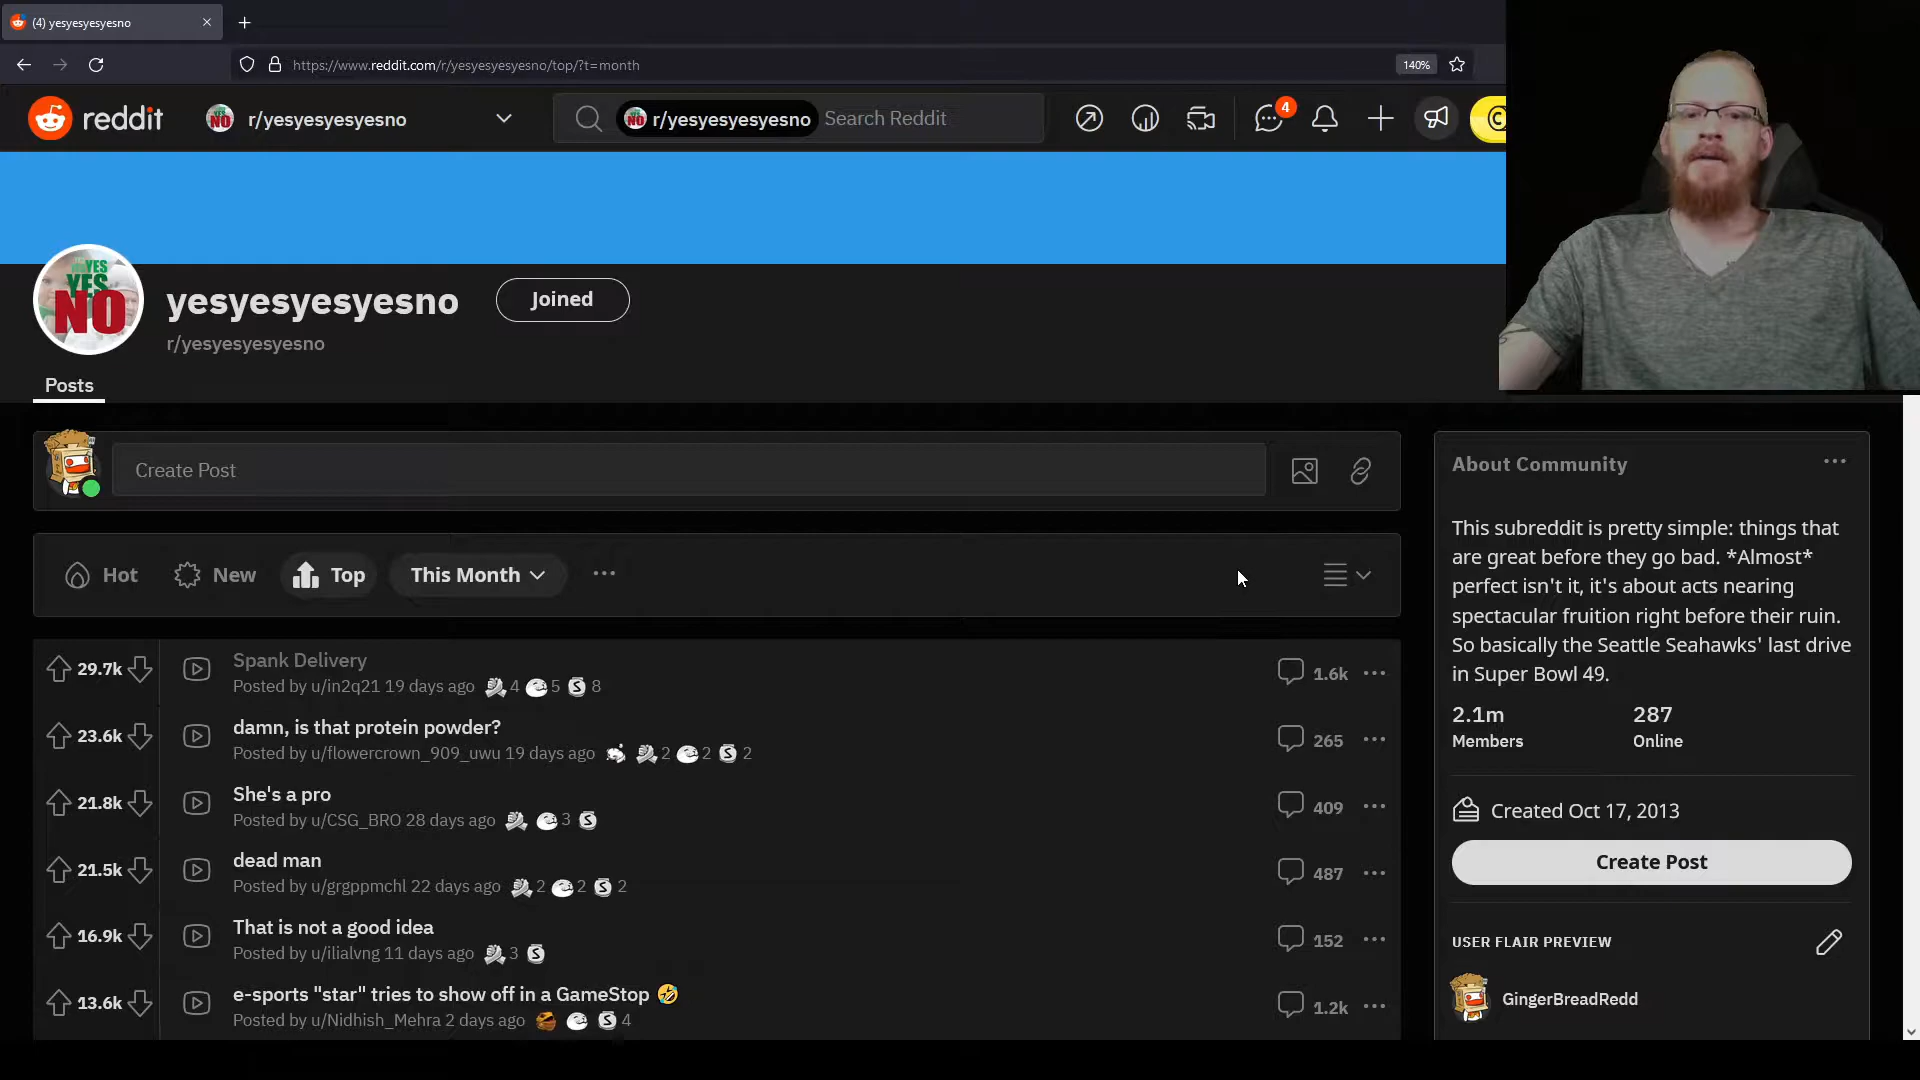 (4) yesyesyesyesno
https://www.reddit.com/r/yesyesyesyesno/top/?t=month
140%
reddit
r/yesyesyesyesno
r/yesyesyesyesno Search Reddit
4
YES
YES
NO
yesyesyesyesno
Joined
r/yesyesyesyesno
Posts
Create Post
Hot
New
Top
This Month
29.7k
Spank Delivery
Posted by u/in2q21 19 days ago 4 5 8
1.6k
23.6k
damn, is that protein powder?
Posted by u/flowercrown_909_uwu 19 days ago 2 2 2
265
21.8k
She's a pro
Posted by u/CSG_BRO 28 days ago 3
409
21.5k
dead man
Posted by u/grgppmchl 22 days ago 2 2 2
487
16.9k
That is not a good idea
Posted by u/ilialvng 11 days ago 3
152
13.6k
e-sports "star" tries to show off in a GameStop 🤣
Posted by u/Nidhish_Mehra 2 days ago 4
1.2k
About Community
This subreddit is pretty simple: things that
are great before they go bad. *Almost*
perfect isn't it, it's about acts nearing
spectacular fruition right before their ruin.
So basically the Seattle Seahawks' last drive
in Super Bowl 49.
2.1m
Members
287
Online
Created Oct 17, 2013
Create Post
USER FLAIR PREVIEW
GingerBreadRedd